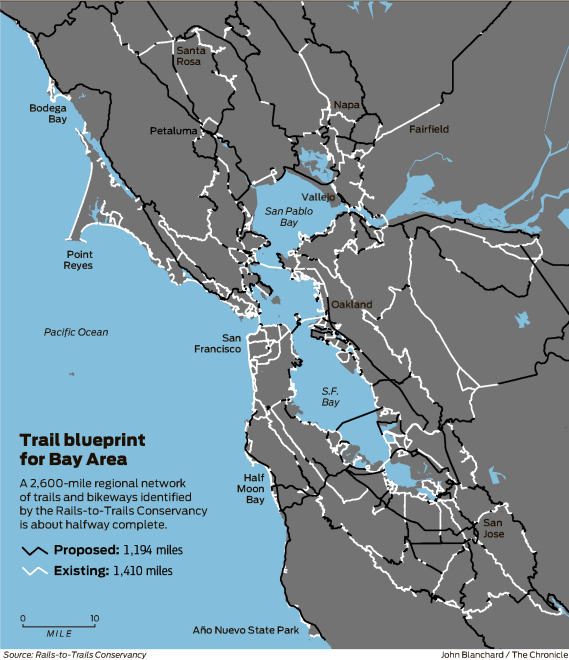 Santa
Rosa
Napa
Bodega
Bay
Petaluma
Fairfield
Vallejo
San Pablo
Bay
Point
Reyes
Oakland
Pacific Ocean
San
Francisco
S.F.
Bay
Trail blueprint
for Bay Area
A 2,600-mile regional network
of trails and bikeways identified
by the Rails-to-Trails Conservancy
is about halfway complete.
Half
Moon
Bay
San
Jose
Proposed: 1,194 miles
Existing: 1,410 miles
0 10
MILE
Año Nuevo State Park
Source: Rails-to-Trails Conservancy
John Blanchard / The Chronicle